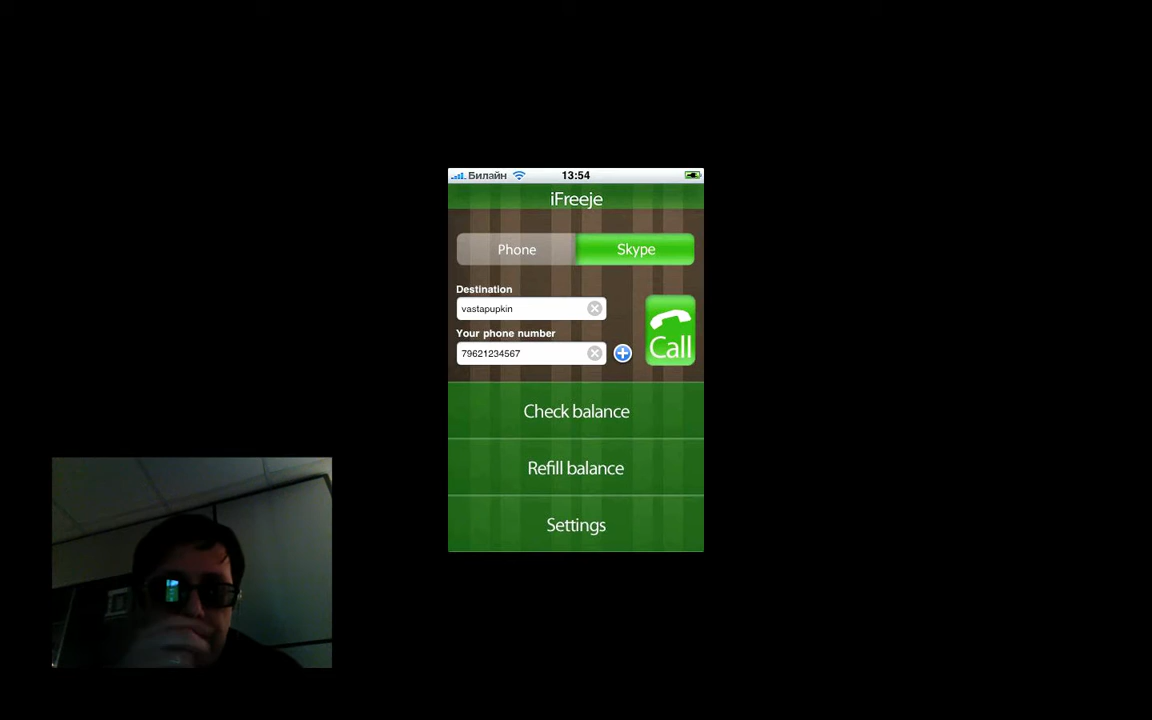 Билайн 13:54
iFreeje
Phone Skype
Destination
vastapupkin
Your phone number
79621234567
Call
Check balance
Refill balance
Settings